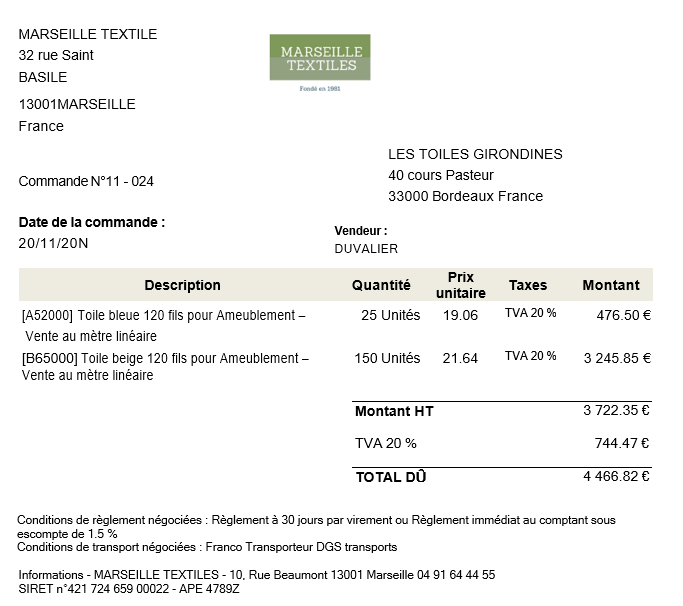 MARSEILLE TEXTILE
32 rue Saint
BASILE
13001MARSEILLE
France
MARSEILLE
TEXTILES
Fondé en 1981
LES TOILES GIRONDINES
40 cours Pasteur
33000 Bordeaux France
Commande N°11 - 024
Date de la commande :
20/11/20N
Vendeur :
DUVALIER
Description Quantité Prix unitaire Taxes Montant
[A52000] Toile bleue 120 fils pour Ameublement – 25 Unités 19.06 TVA 20 % 476.50 €
Vente au mètre linéaire
[B65000] Toile beige 120 fils pour Ameublement – 150 Unités 21.64 TVA 20 % 3 245.85 €
Vente au mètre linéaire
Montant HT 3 722.35 €
TVA 20 % 744.47 €
TOTAL DÛ 4 466.82 €
Conditions de règlement négociées : Règlement à 30 jours par virement ou Règlement immédiat au comptant sous
escompte de 1.5 %
Conditions de transport négociées : Franco Transporteur DGS transports
Informations - MARSEILLE TEXTILES - 10, Rue Beaumont 13001 Marseille 04 91 64 44 55
SIRET n°421 724 659 00022 - APE 4789Z